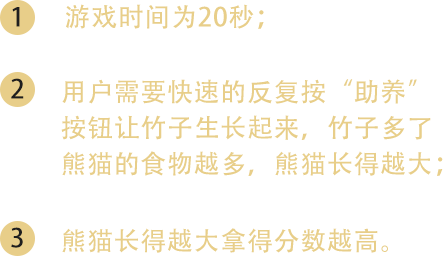 1 游戏时间为20秒；
2 用户需要快速的反复按“助养”
按钮让竹子生长起来，竹子多了
熊猫的食物越多，熊猫长得越大；
3 熊猫长得越大拿得分数越高。